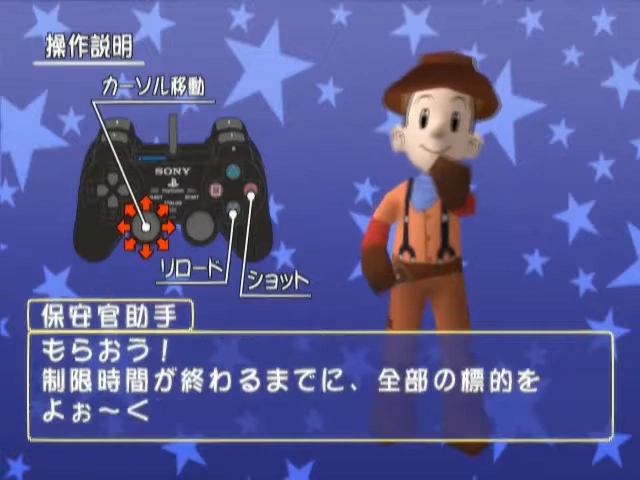 操作説明
カーソル移動
SONY
リロード
ショット
保安官助手
もらおう!
制限時間が終わるまでに、全部の標的を
よぉ~く